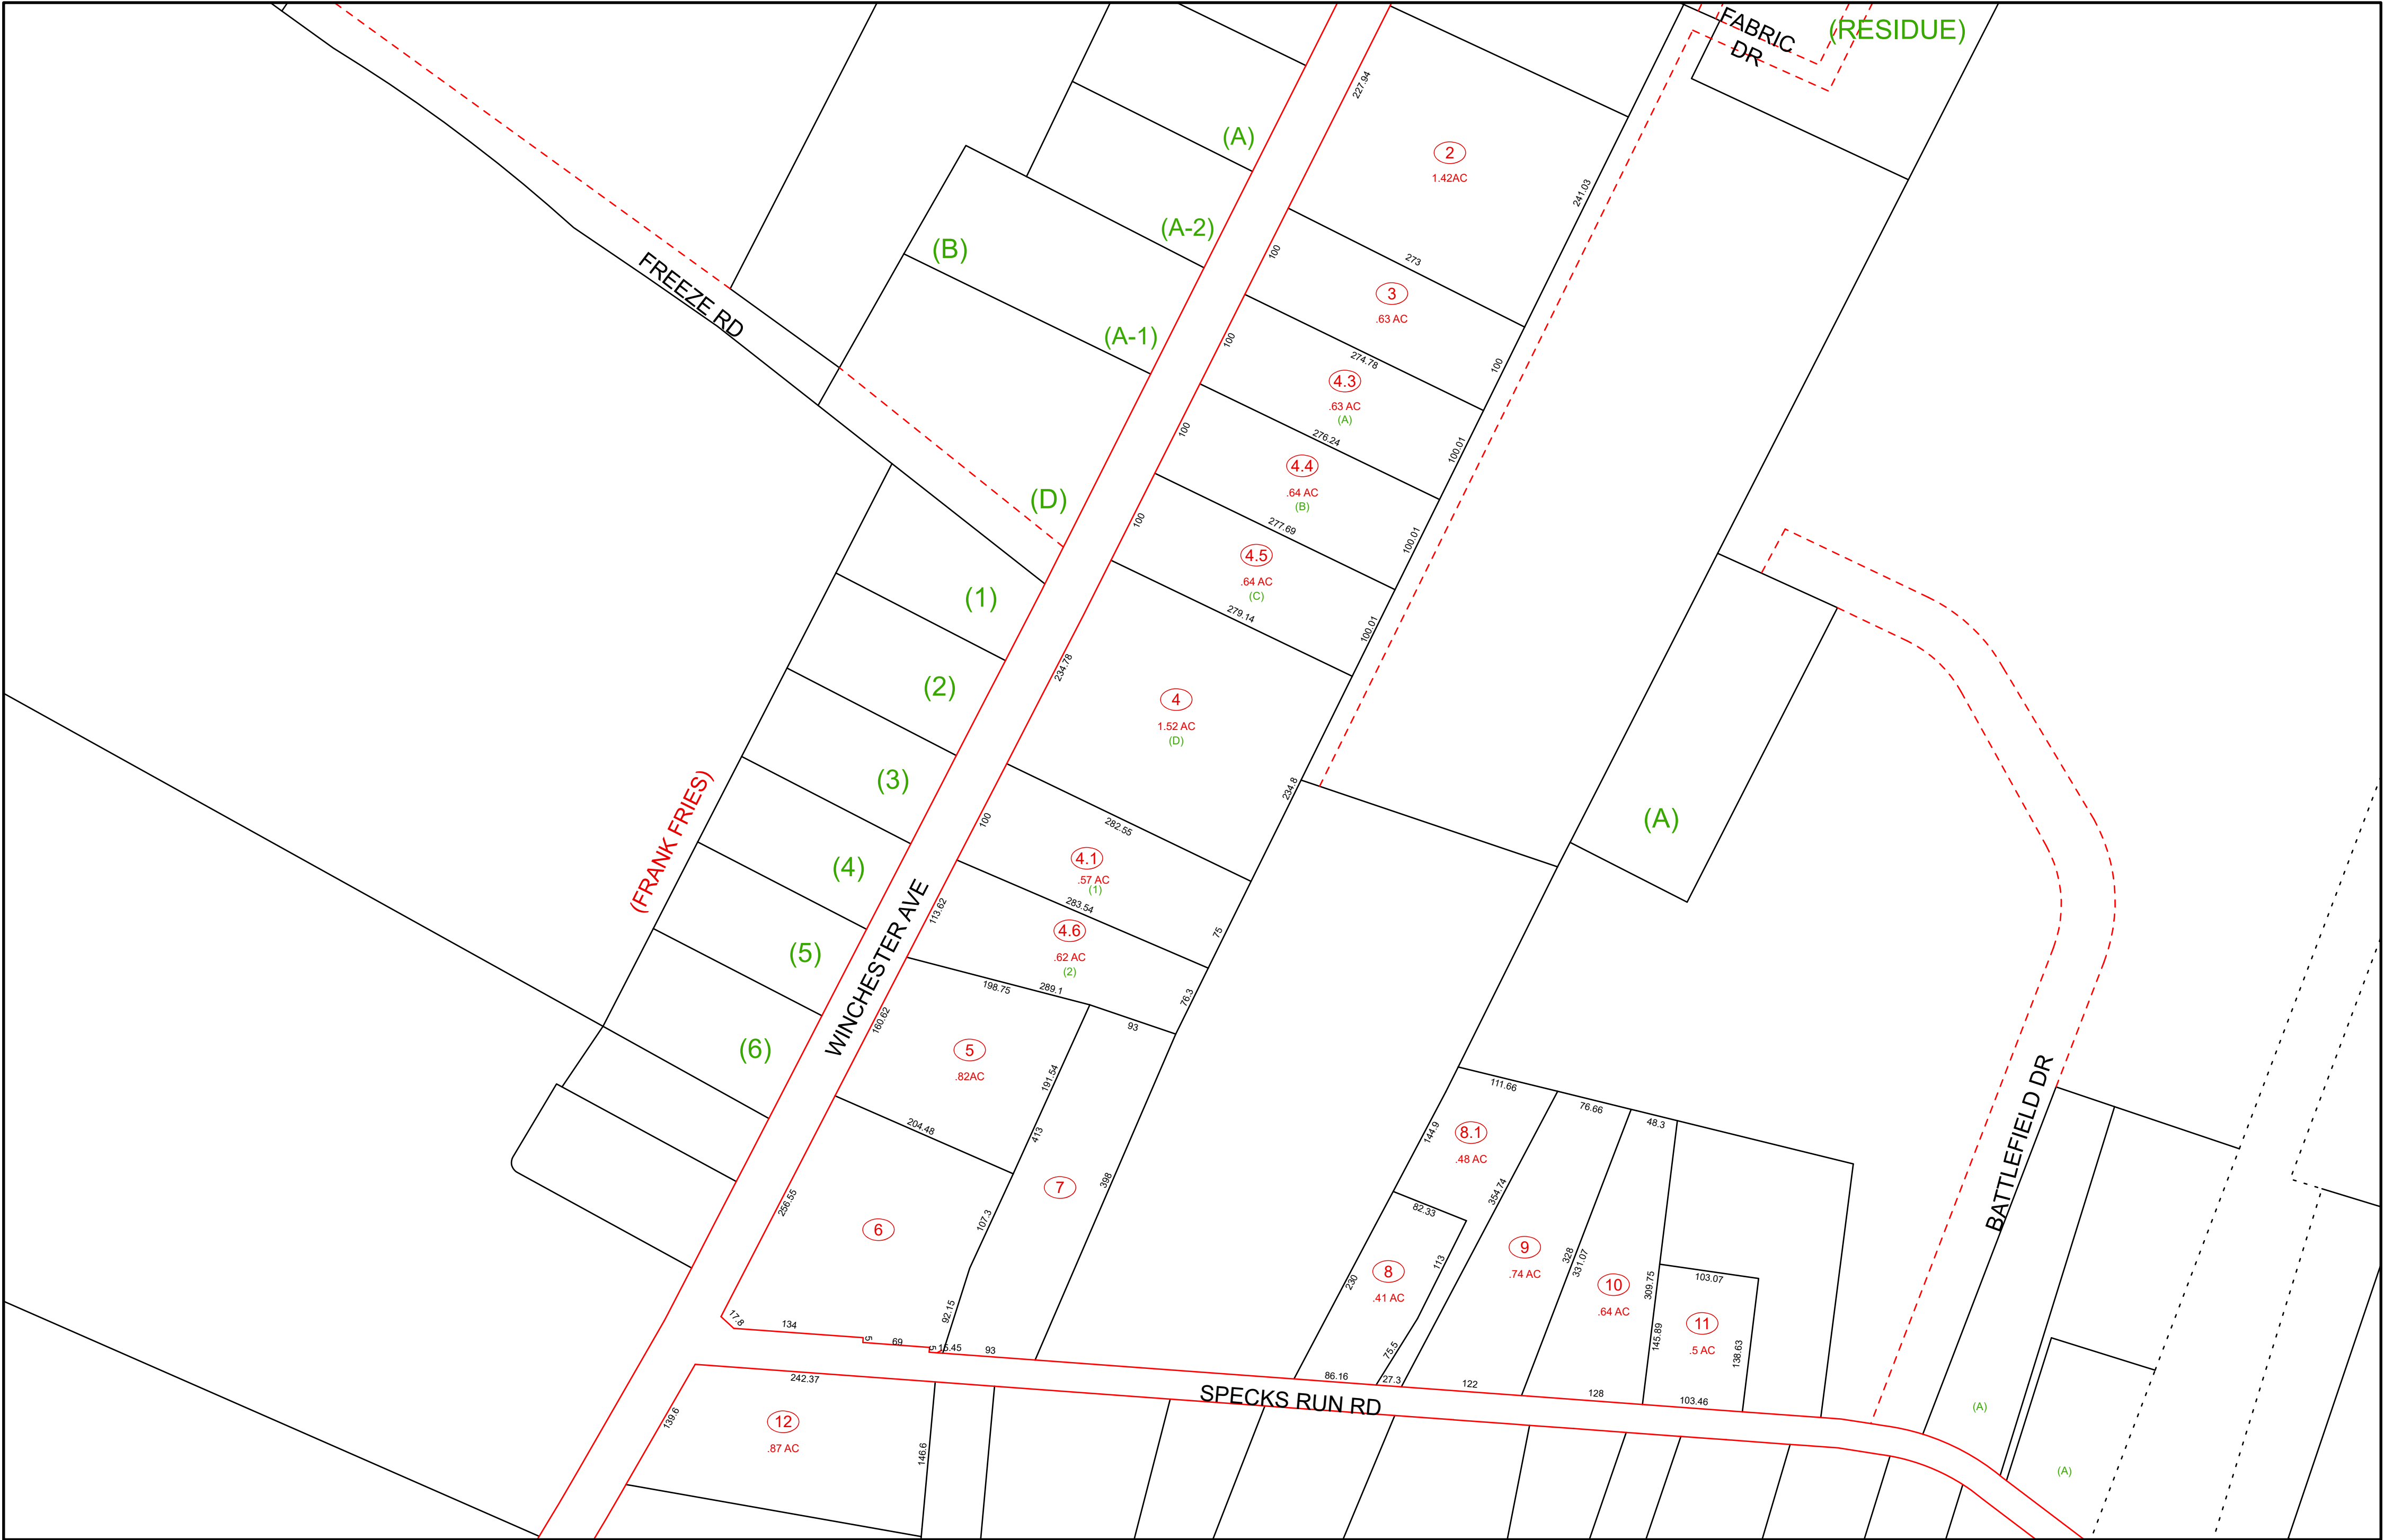 FABRIC
DR
(RESIDUE)
227.94
(A)
2
1.42AC
241.03
(A-2)
(B)
100
273
FREEZE RD
3
.63 AC
(A-1)
100
274.78
100
4.3
.63 AC
(A)
100
276.24
100.01
4.4
.64 AC
(B)
(D)
100
277.69
100.01
4.5
.64 AC
(C)
(1)
279.14
100.01
234.78
(2)
4
1.52 AC
(D)
(3)
234.8
100
282.55
(A)
(FRANK FRIES)
(4)
4.1
.57 AC
(1)
WINCHESTER AVE
113.62
283.54
4.6
.62 AC
(2)
75
(5)
198.75
289.1
76.3
160.62
93
(6)
5
.82AC
191.54
BATTLEFIELD DR
111.66
76.66
48.3
204.48
413
144.9
8.1
.48 AC
7
398
354.74
256.55
107.3
82.33
6
9
.74 AC
328
331.07
8
.41 AC
230
113
10
.64 AC
309.75
103.07
17.8
134
5
69
5
15.45
92.15
93
75.5
11
.5 AC
145.89
138.63
242.37
86.16
27.3
122
128
103.46
SPECKS RUN RD
139.6
12
.87 AC
146.6
(A)
(A)